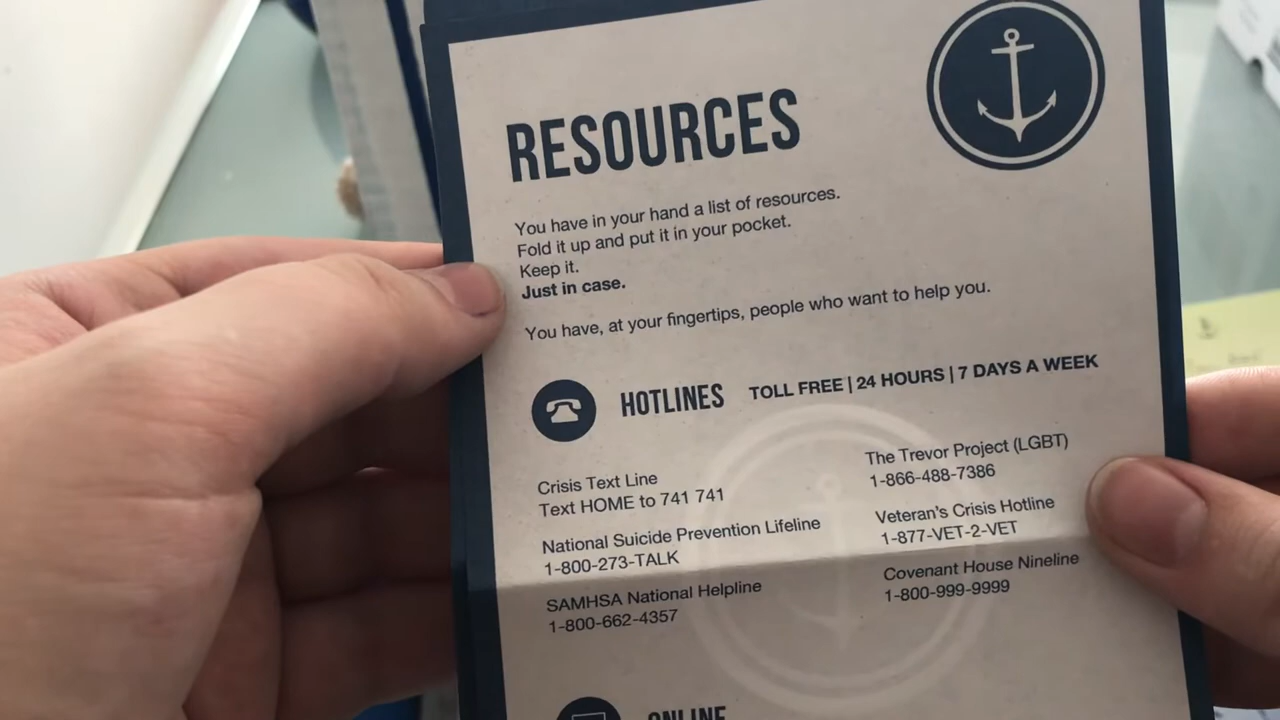 RESOURCES
You have in your hand a list of resources.
Fold it up and put it in your pocket.
Keep it.
Just in case.
You have, at your fingertips, people who want to help you.
HOTLINES TOLL FREE | 24 HOURS | 7 DAYS A WEEK
Crisis Text Line
Text HOME to 741 741
National Suicide Prevention Lifeline
1-800-273-TALK
SAMHSA National Helpline
1-800-662-4357
The Trevor Project (LGBT)
1-866-488-7386
Veteran's Crisis Hotline
1-877-VET-2-VET
Covenant House Nineline
1-800-999-9999
ONLINE